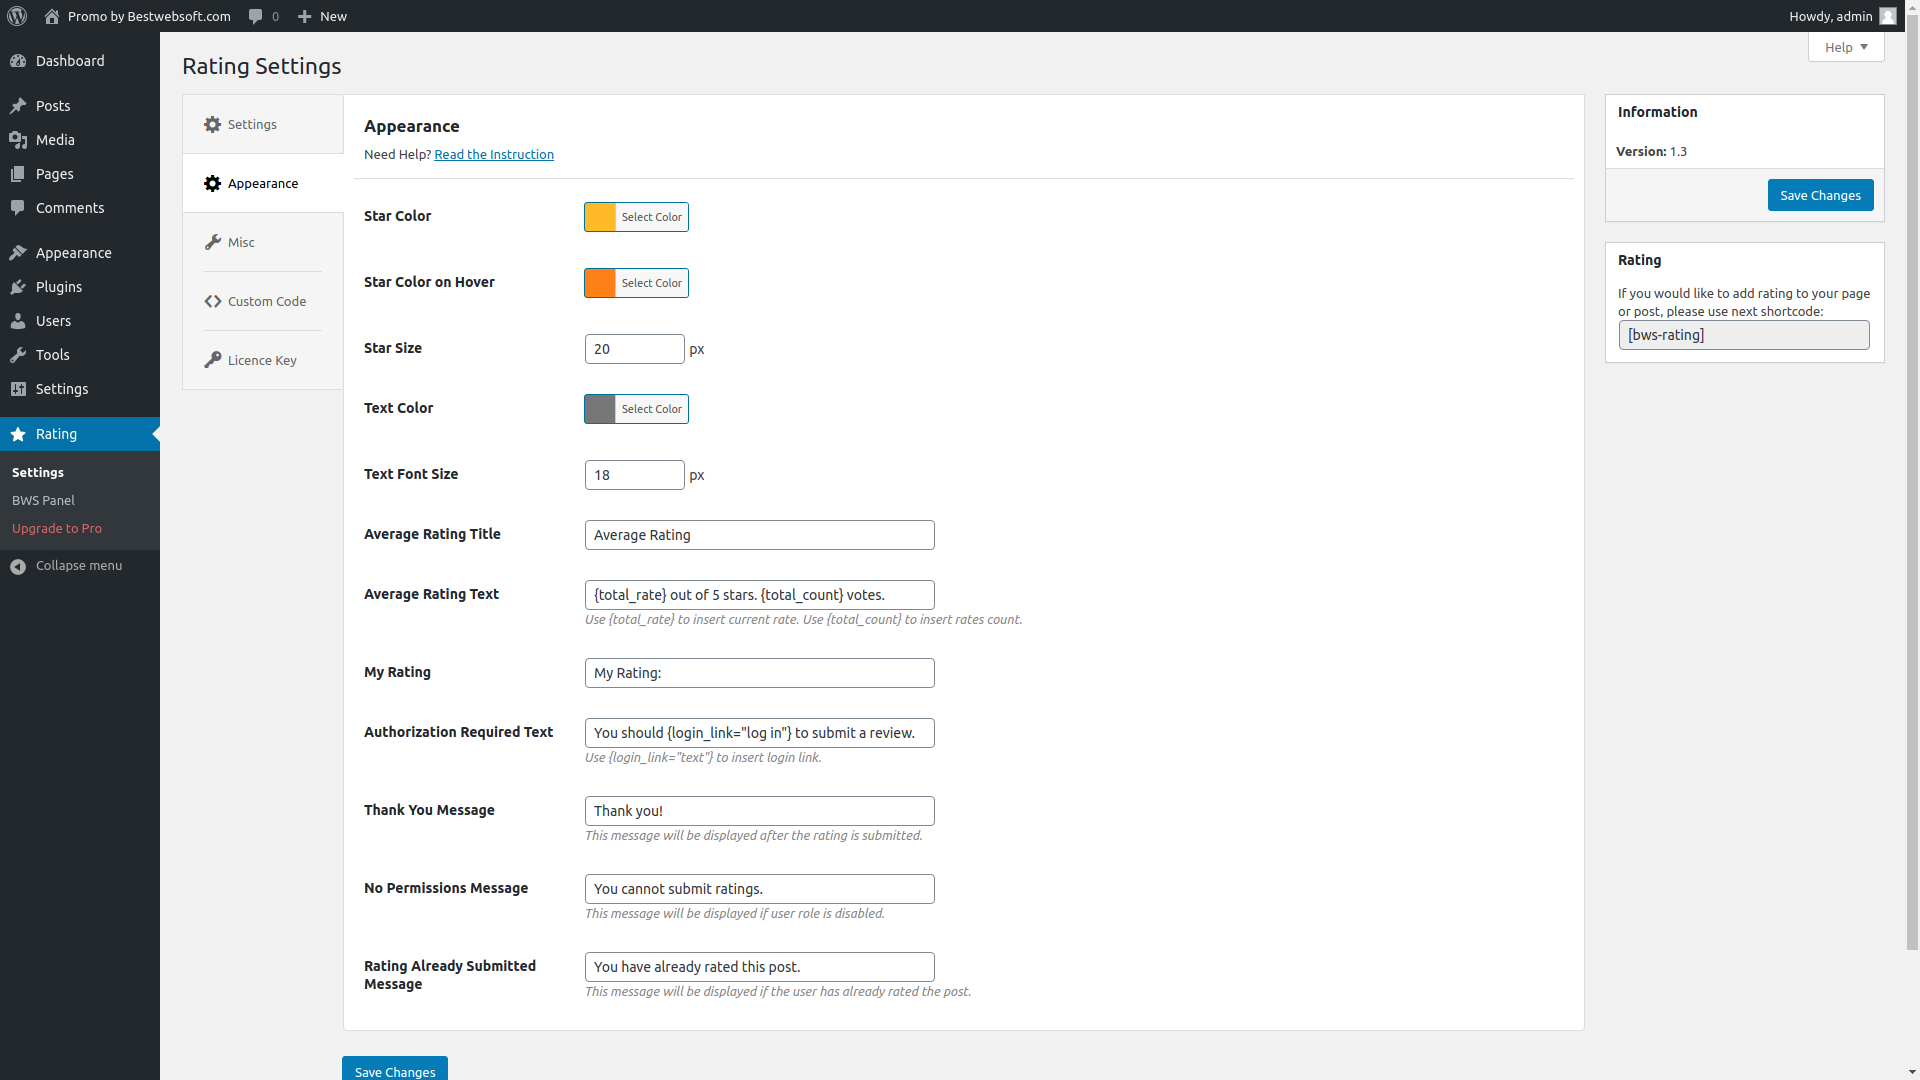 Promo by Bestwebsoft.com
0
New
Howdy, admin
Dashboard
Posts
Media
Pages
Comments
Appearance
Plugins
Users
Tools
Settings
Rating
Settings
BWS Panel
Upgrade to Pro
Collapse menu
Help
Rating Settings
Settings
Appearance
Misc
Custom Code
Licence Key
Appearance
Need Help? Read the Instruction
Star Color
Select Color
Star Color on Hover
Select Color
Star Size
20 px
Text Color
Select Color
Text Font Size
18 px
Average Rating Title
Average Rating
Average Rating Text
{total_rate} out of 5 stars. {total_count} votes.
Use {total_rate} to insert current rate. Use {total_count} to insert rates count.
My Rating
My Rating:
Authorization Required Text
You should {login_link="log in"} to submit a review.
Use {login_link="text"} to insert login link.
Thank You Message
Thank you!
This message will be displayed after the rating is submitted.
No Permissions Message
You cannot submit ratings.
This message will be displayed if user role is disabled.
Rating Already Submitted
Message
You have already rated this post.
This message will be displayed if the user has already rated the post.
Save Changes
Information
Version: 1.3
Save Changes
Rating
If you would like to add rating to your page
or post, please use next shortcode:
[bws-rating]